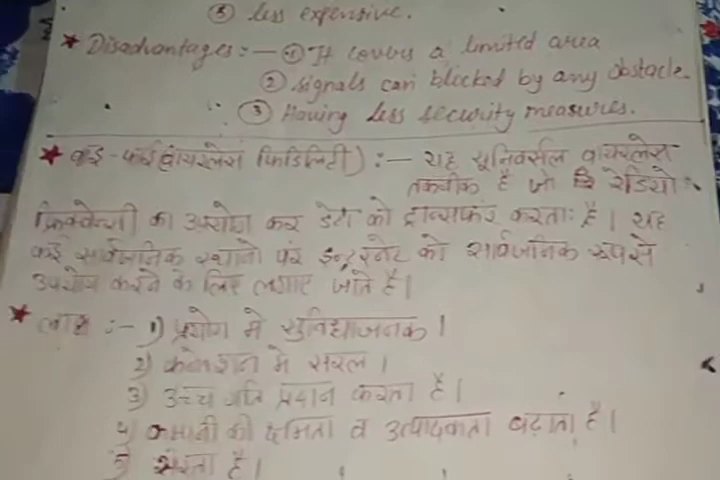 ③ less expensive.
★ Disadvantages:— ① It covers a limited area
② signals can blocked by any obstacle.
③ Having less security measures.
★ वाई-फाई (वायरलेस फिडिलिटी) :— यह यूनिवर्सल वायरलेस
तकनीक है जो रेडियो
फ्रिक्वेन्सी का उपयोग कर डेटा को ट्रान्सफर करता है। यह
कई सार्वजनिक स्थानो पर इन्टरनेट को सार्वजनिक रूप से
उपयोग करने के लिए लगाए जाते है।
★ लाभ :- 1) प्रयोग मे सुविधाजनक।
2) कनेक्शन मे सरल।
3) उच्च गति प्रदान करता है।
4) की क्षमता व उत्पादकता बढ़ाता है।
5) सस्ता है।